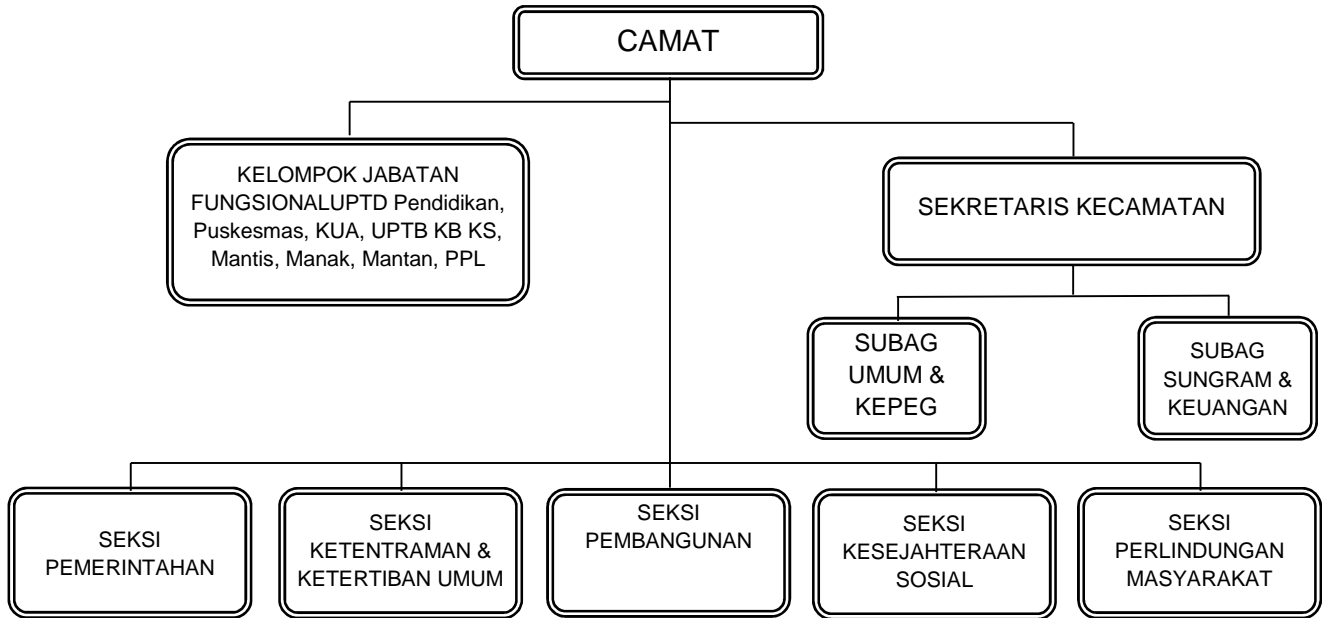 CAMAT
KELOMPOK JABATAN
FUNGSIONALUPTD Pendidikan,
Puskesmas, KUA, UPTB KB KS,
Mantis, Manak, Mantan, PPL
SEKRETARIS KECAMATAN
SUBAG
UMUM &
KEPEG
SUBAG
SUNGRAM &
KEUANGAN
SEKSI
PEMERINTAHAN
SEKSI
KETENTRAMAN &
KETERTIBAN UMUM
SEKSI
PEMBANGUNAN
SEKSI
KESEJAHTERAAN
SOSIAL
SEKSI
PERLINDUNGAN
MASYARAKAT